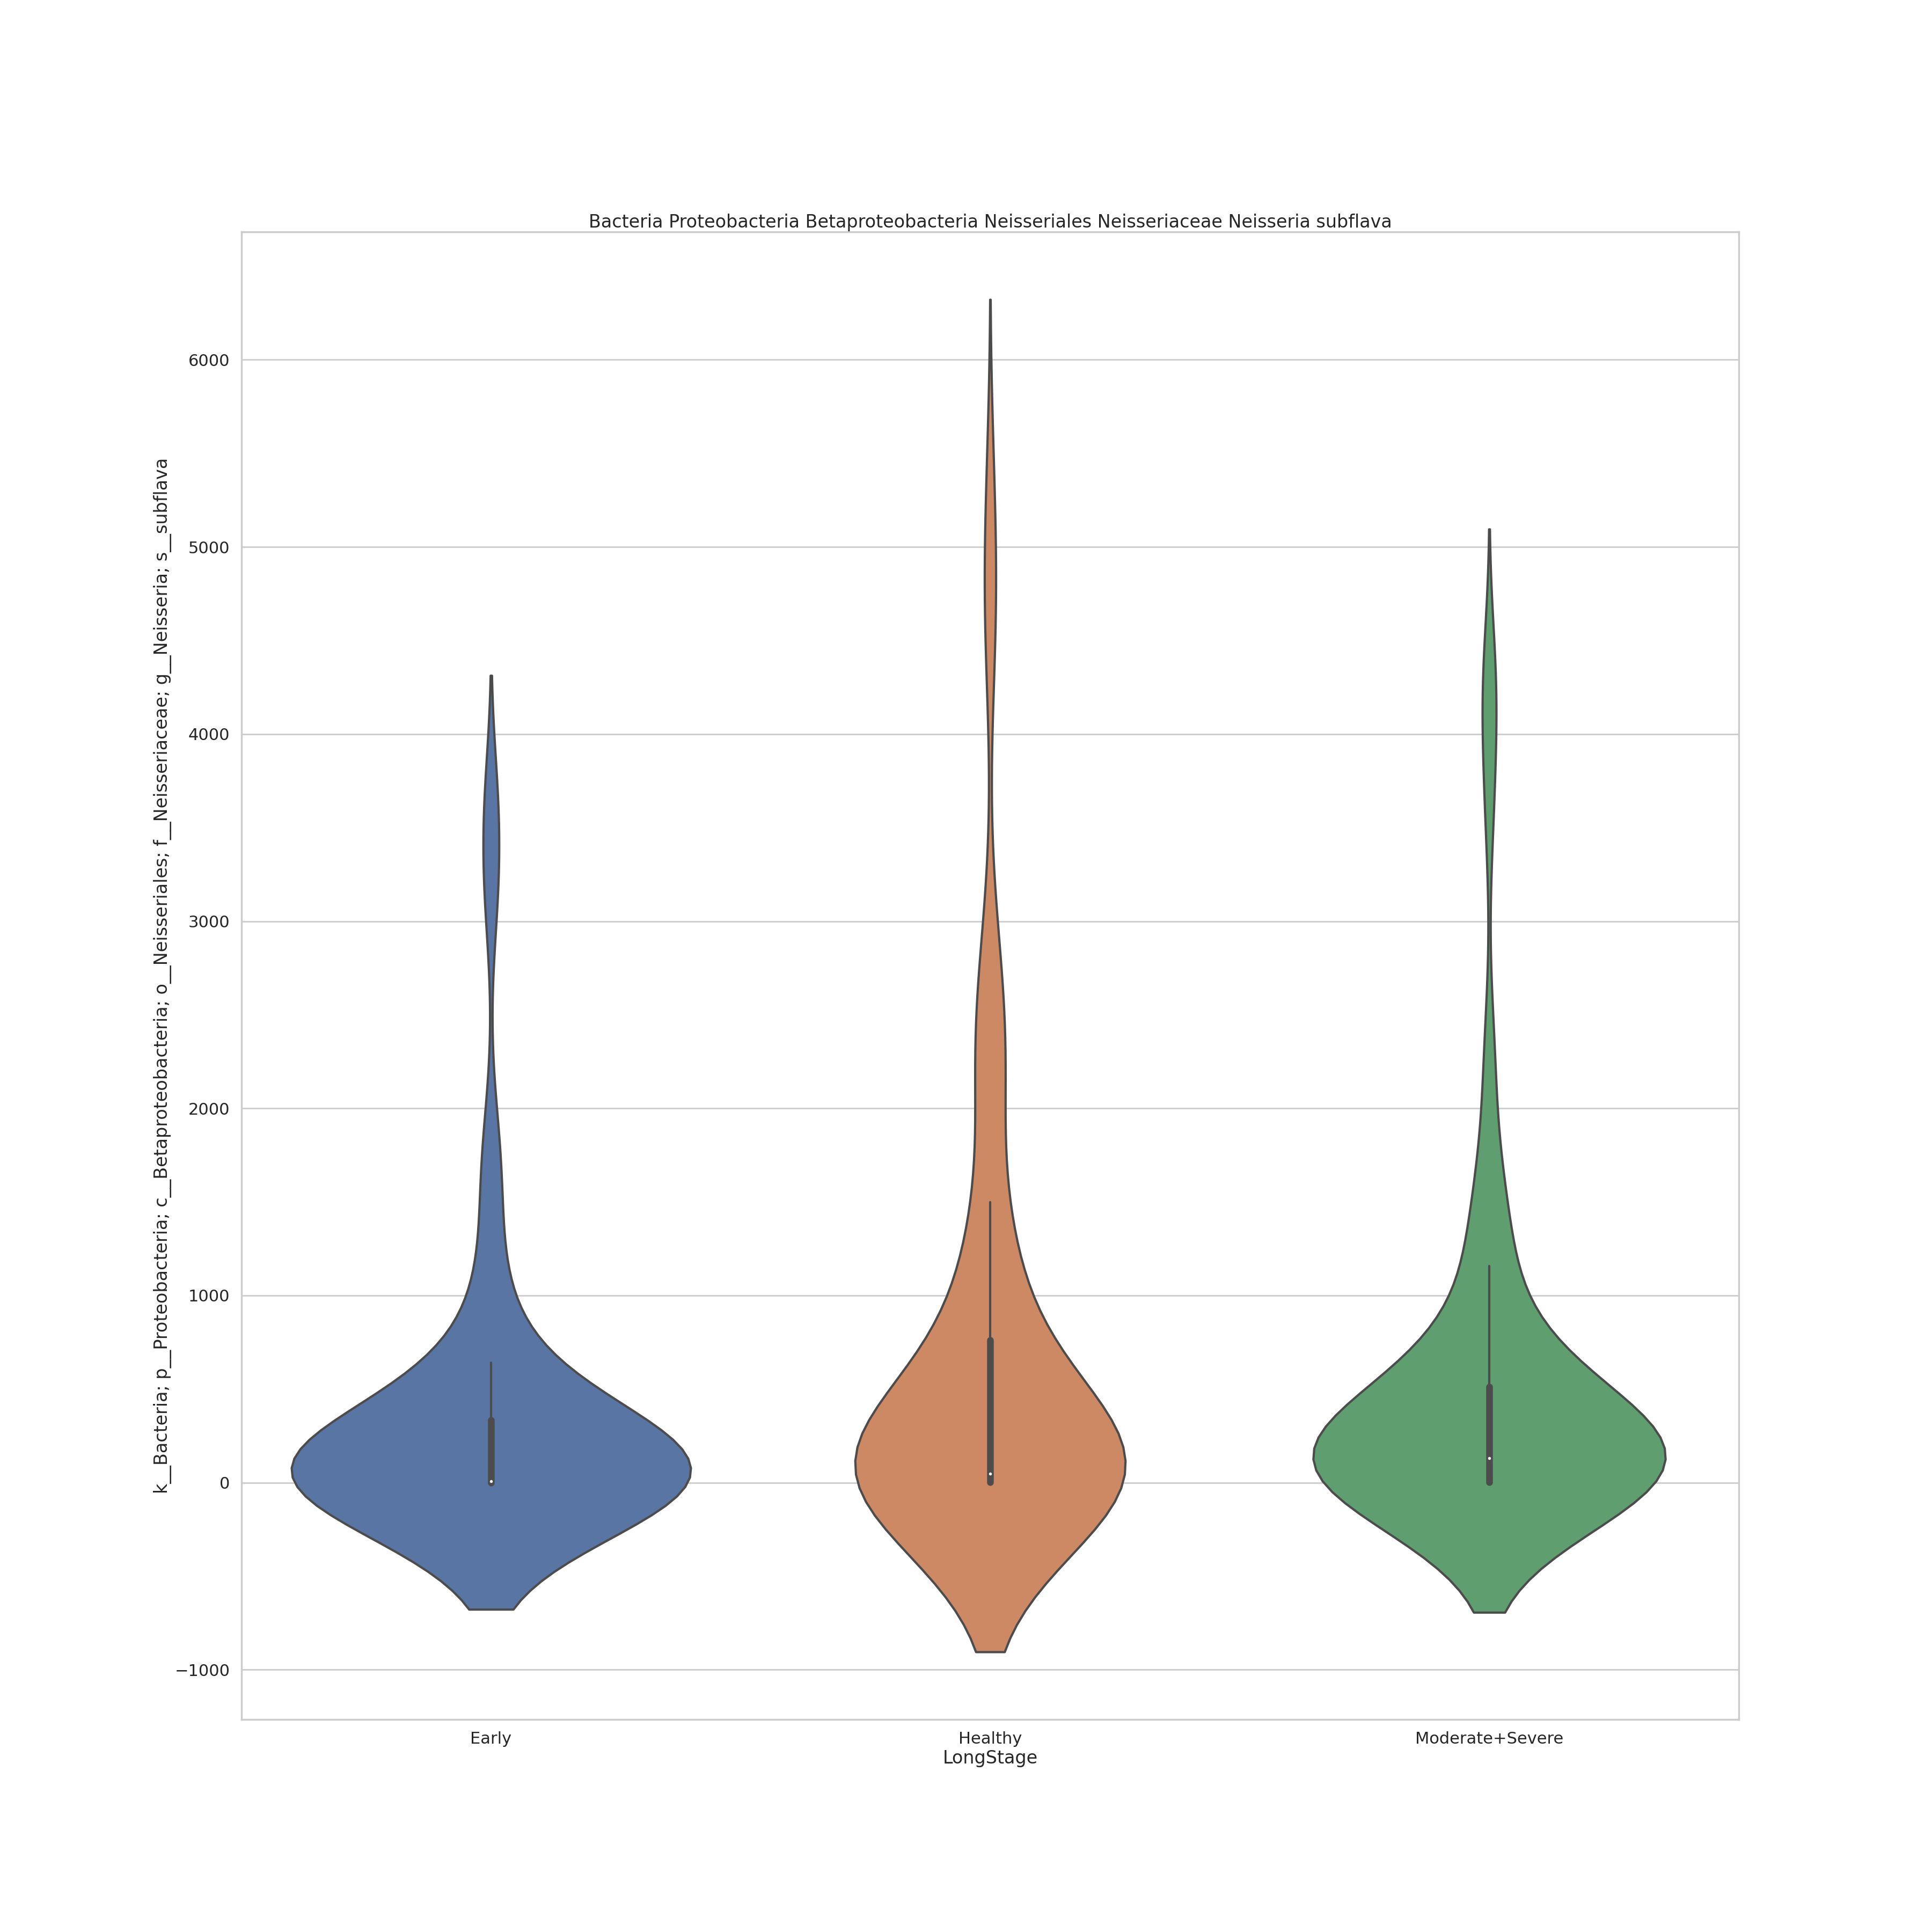 Bacteria Proteobacteria Betaproteobacteria Neisseriales Neisseriaceae Neisseria subflava
k__Bacteria; p__Proteobacteria; c__Betaproteobacteria; o__Neisseriales; f__Neisseriaceae; g__Neisseria; s__subflava
6000
5000
4000
3000
2000
1000
0
−1000
Early Healthy Moderate+Severe
LongStage